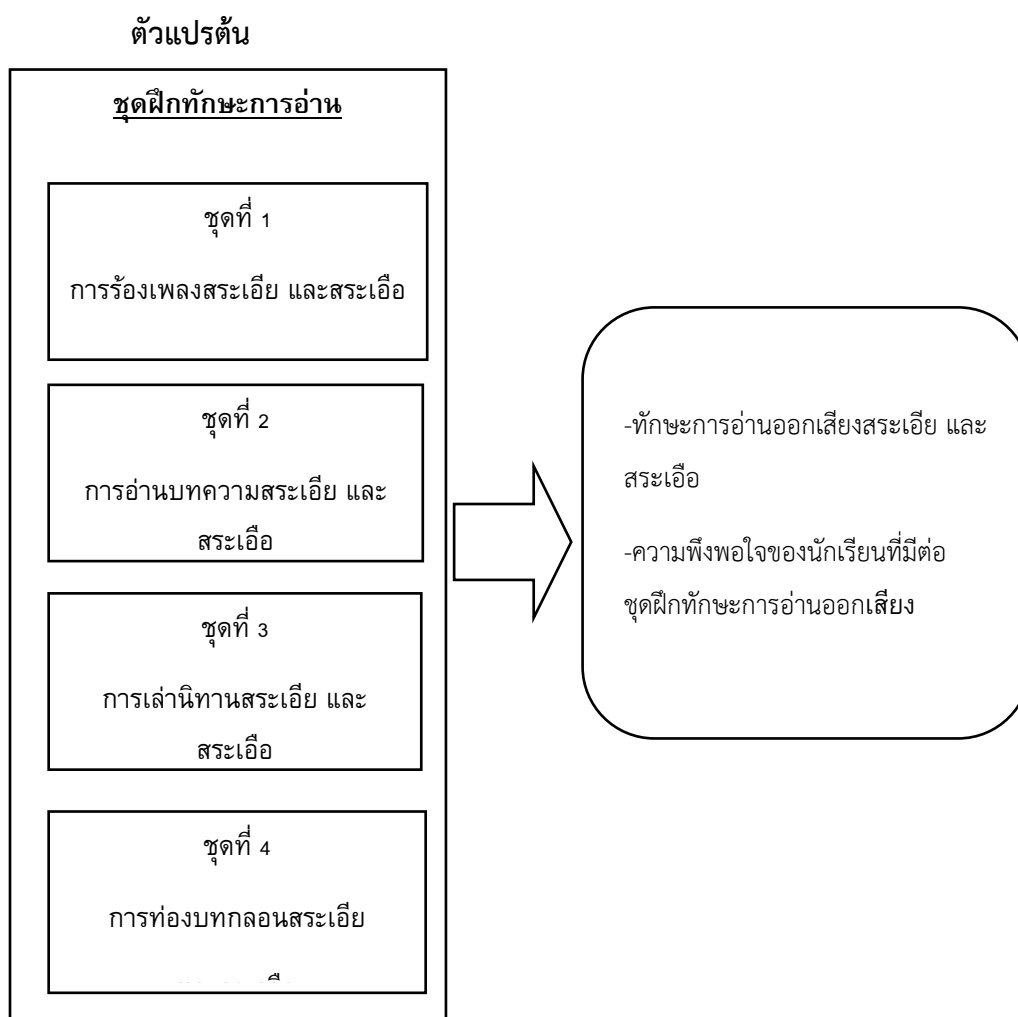 ตัวแปรต้น
ชุดฝึกทักษะการอ่าน
ชุดที่ 1
การร้องเพลงสระเอีย และสระเอือ
ชุดที่ 2
การอ่านบทความสระเอีย และ
สระเอือ
ชุดที่ 3
การเล่านิทานสระเอีย และ
สระเอือ
ชุดที่ 4
การท่องบทกลอนสระเอีย
-ทักษะการอ่านออกเสียงสระเอีย และ
สระเอือ
-ความพึงพอใจของนักเรียนที่มีต่อ
ชุดฝึกทักษะการอ่านออกเสียง